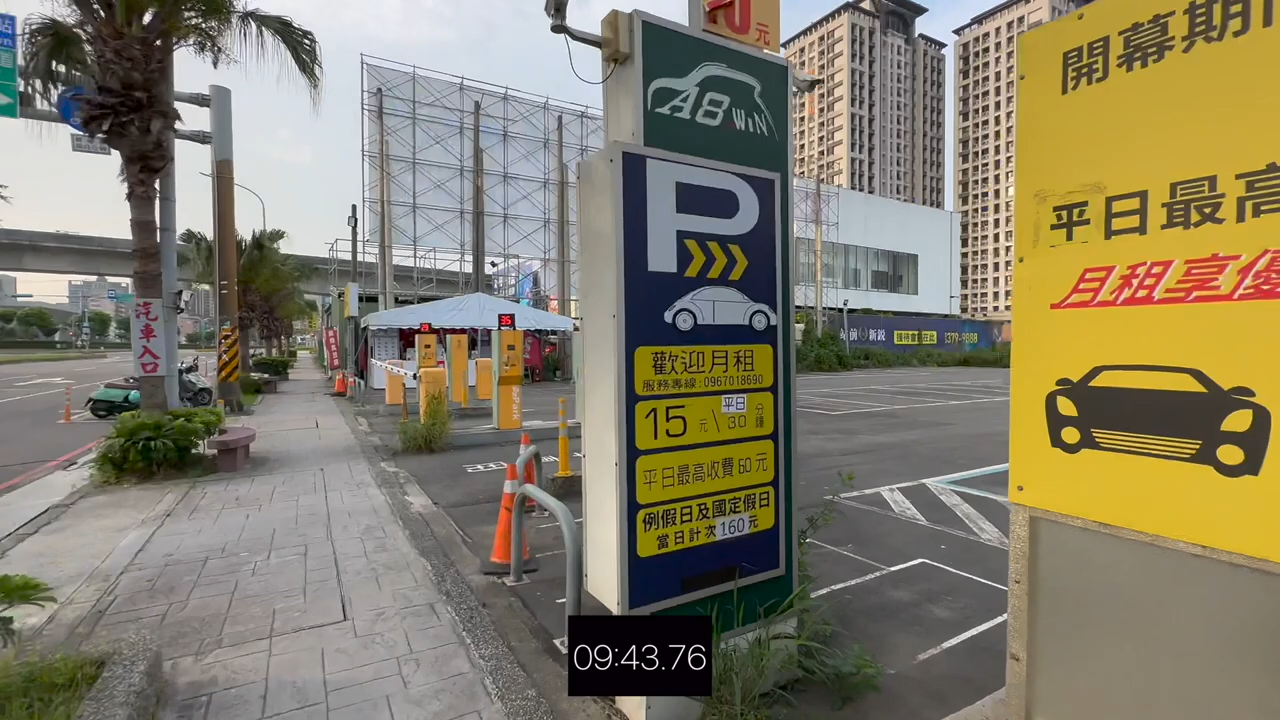 元
A8 WiN
P
歡迎月租
服務專線:0967018690
15元\平日30分鐘
平日最高收費60元
例假日及國定假日
當日計次160元
開幕期
平日最高
月租享優
汽車入口
35
09:43.76